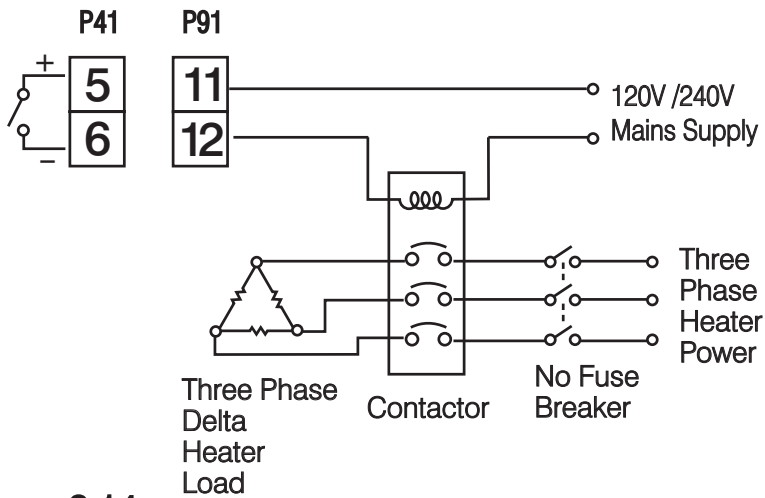 P41 P91
+
5 11
6 12
–
120V /240V
Mains Supply
Three
Phase
Heater
Power
No Fuse
Breaker
Contactor
Three Phase
Delta
Heater
Load